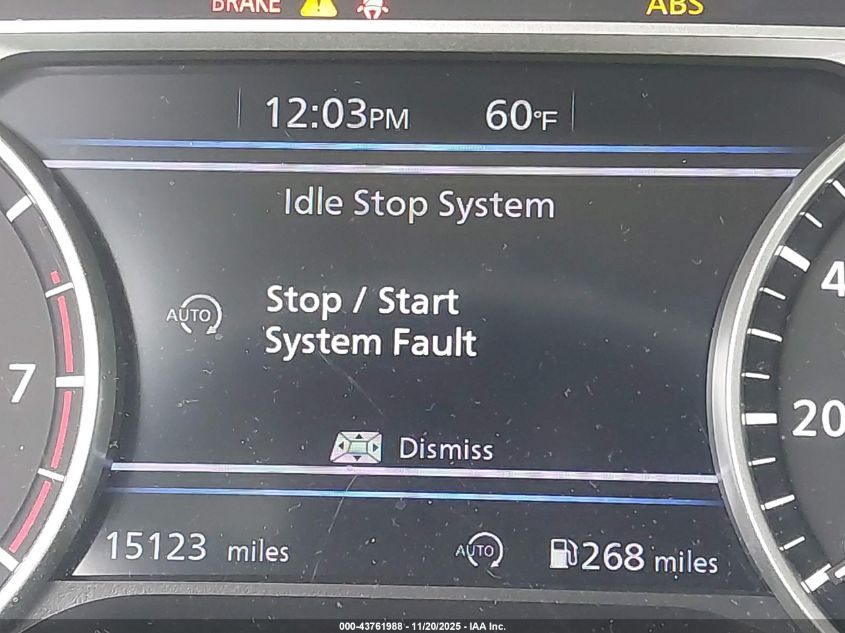 BRAKE
ABS
12:03PM 60°F
Idle Stop System
AUTO
Stop / Start
System Fault
Dismiss
7
4
20
15123 miles
AUTO
268 miles
000-43761988 - 11/20/2025 - IAA Inc.